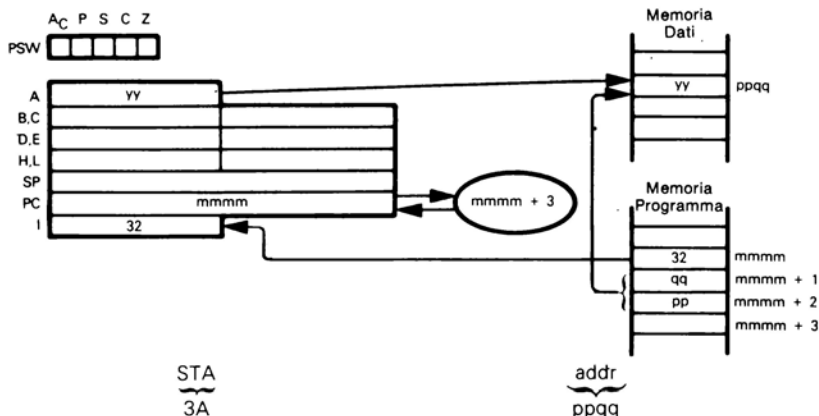 A_C P S C Z
PSW
A yy
B,C
D,E
H,L
SP
PC mmmm
I 32
mmmm + 3
Memoria
Dati
yy ppqq
Memoria
Programma
32 mmmm
qq mmmm + 1
pp mmmm + 2
mmmm + 3
STA addr
3A ppqq